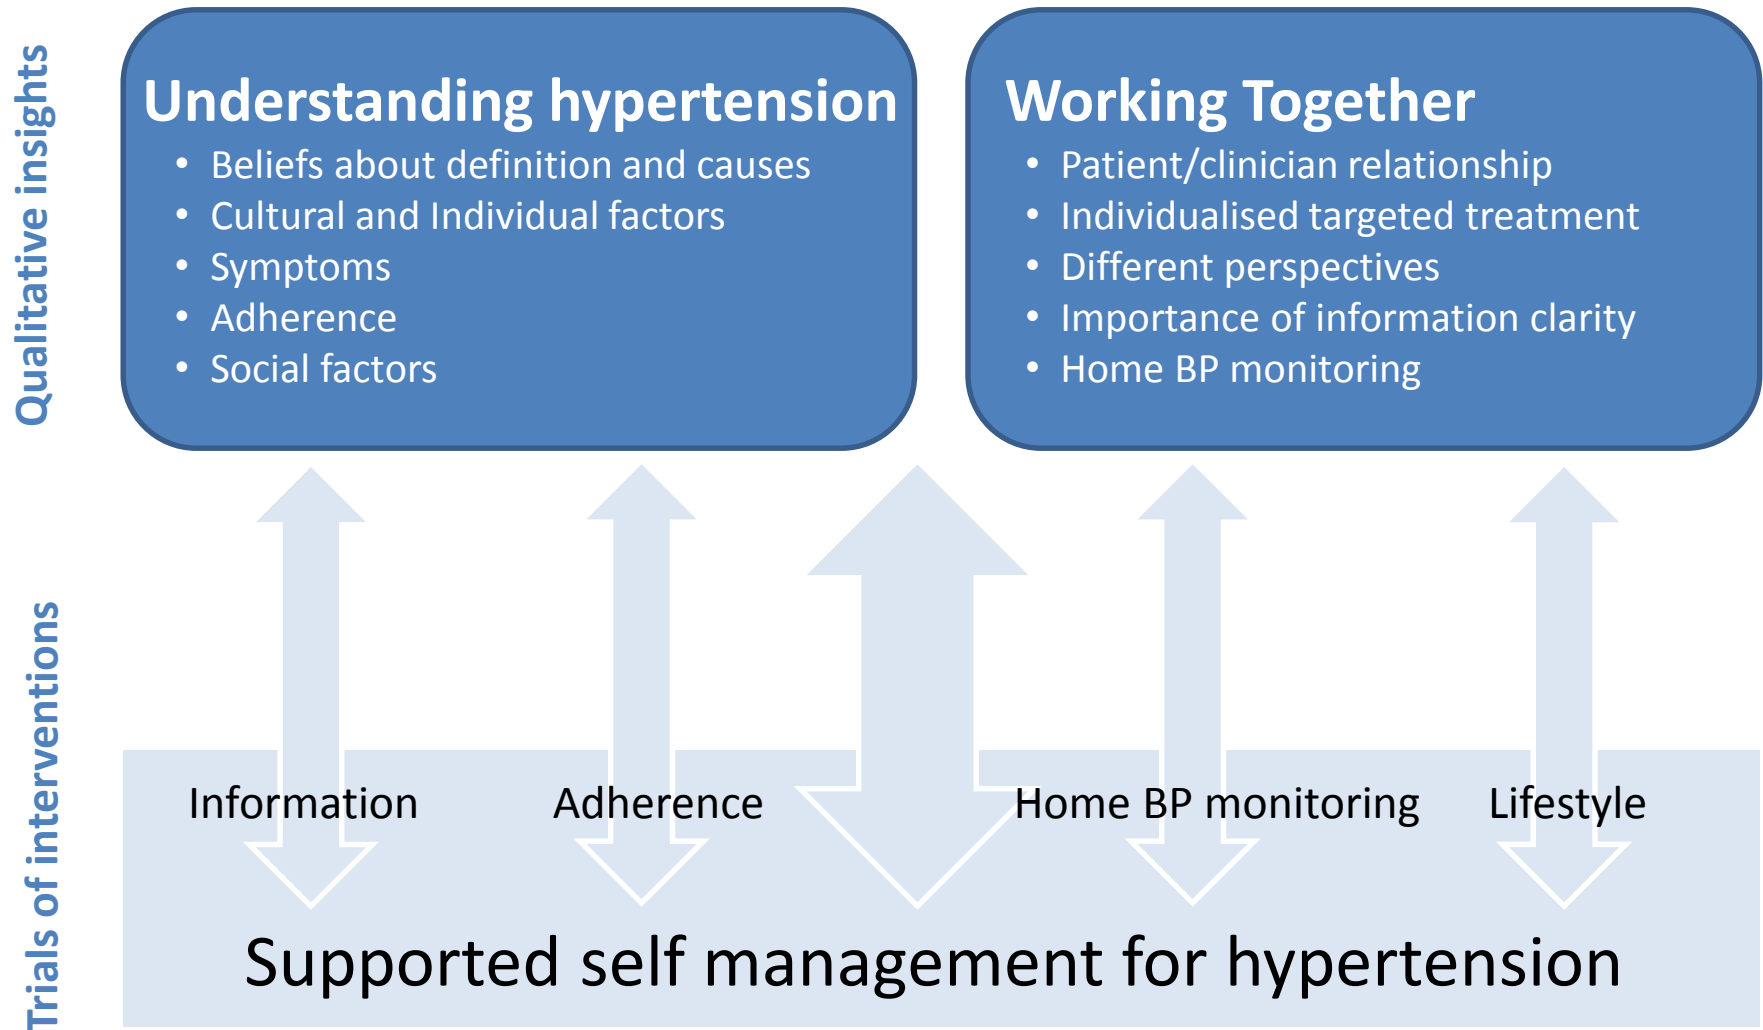 Qualitative insights
Understanding hypertension
• Beliefs about definition and causes
• Cultural and Individual factors
• Symptoms
• Adherence
• Social factors
Working Together
• Patient/clinician relationship
• Individualised targeted treatment
• Different perspectives
• Importance of information clarity
• Home BP monitoring
Trials of interventions
Information
Adherence
Home BP monitoring
Lifestyle
Supported self management for hypertension